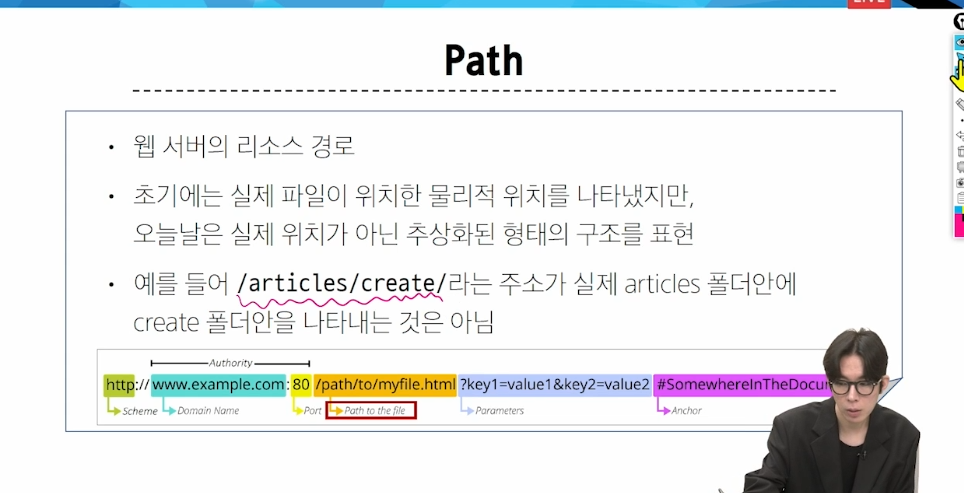 LIVE
Path
• 웹 서버의 리소스 경로
• 초기에는 실제 파일이 위치한 물리적 위치를 나타냈지만,
오늘날은 실제 위치가 아닌 추상화된 형태의 구조를 표현
• 예를 들어 /articles/create/라는 주소가 실제 articles 폴더안에
create 폴더안을 나타내는 것은 아님
Authority
http://www.example.com:80/path/to/myfile.html?key1=value1&key2=value2#SomewhereInTheDocu
Scheme Domain Name Port Path to the file Parameters Anchor